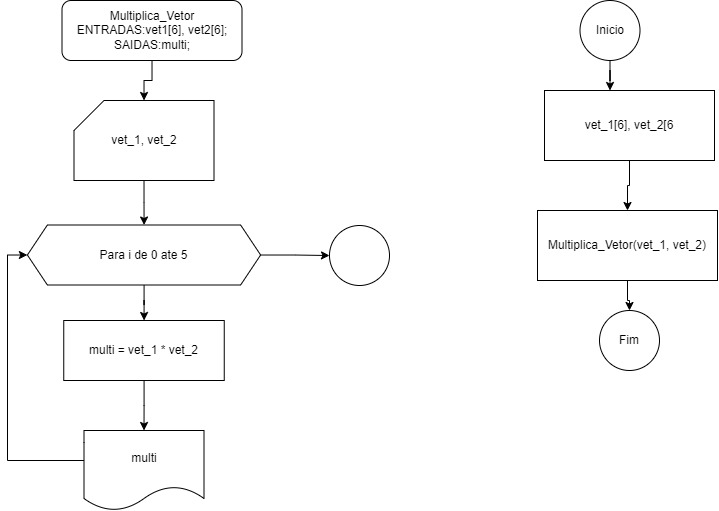 Multiplica_Vetor
ENTRADAS:vet1[6], vet2[6];
SAIDAS:multi;
vet_1, vet_2
Para i de 0 ate 5
multi = vet_1 * vet_2
multi
Inicio
vet_1[6], vet_2[6
Multiplica_Vetor(vet_1, vet_2)
Fim